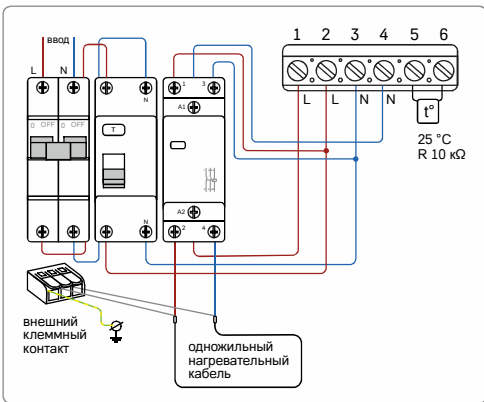 ввод
L N
1 2 3 4 5 6
L L N N
t°
25 °C
R 10 кΩ
0 OFF 0 OFF
N
T
N
1 3
A1
A2
2 4
внешний
клеммный
контакт
одножильный
нагревательный
кабель